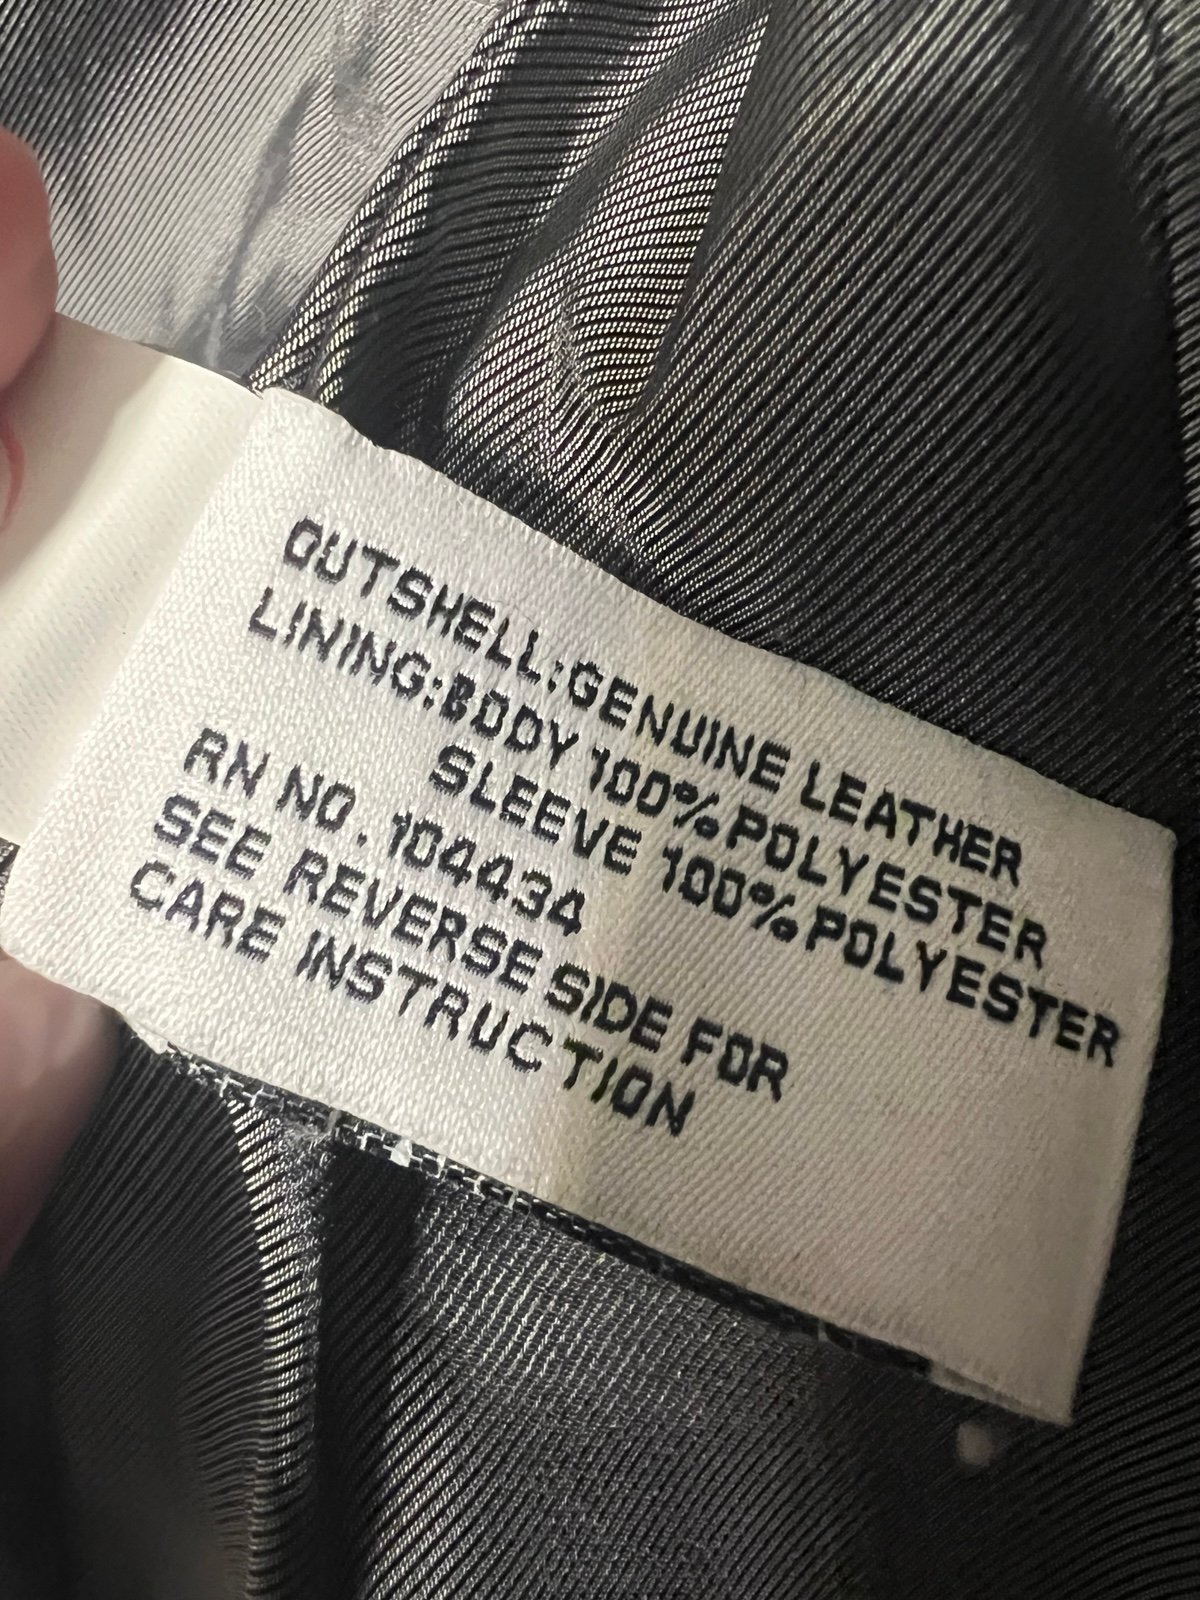 OUTSHELL:GENUINE LEATHER
LINING:BODY 100%POLYESTER
SLEEVE 100%POLYESTER
RN NO. 104434
SEE REVERSE SIDE FOR
CARE INSTRUCTION